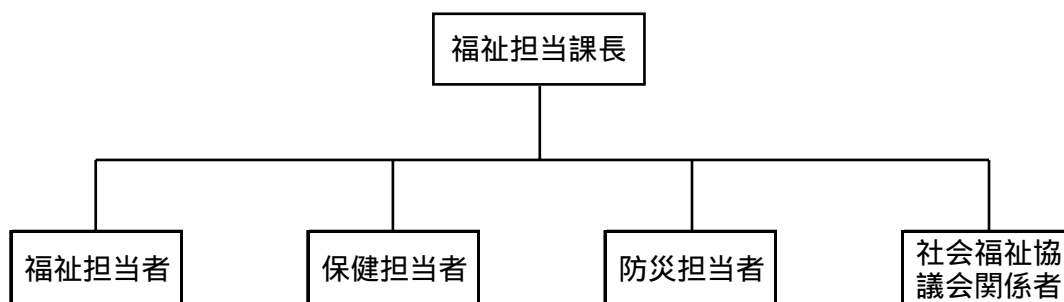 福祉担当課長
福祉担当者
保健担当者
防災担当者
社会福祉協
議会関係者